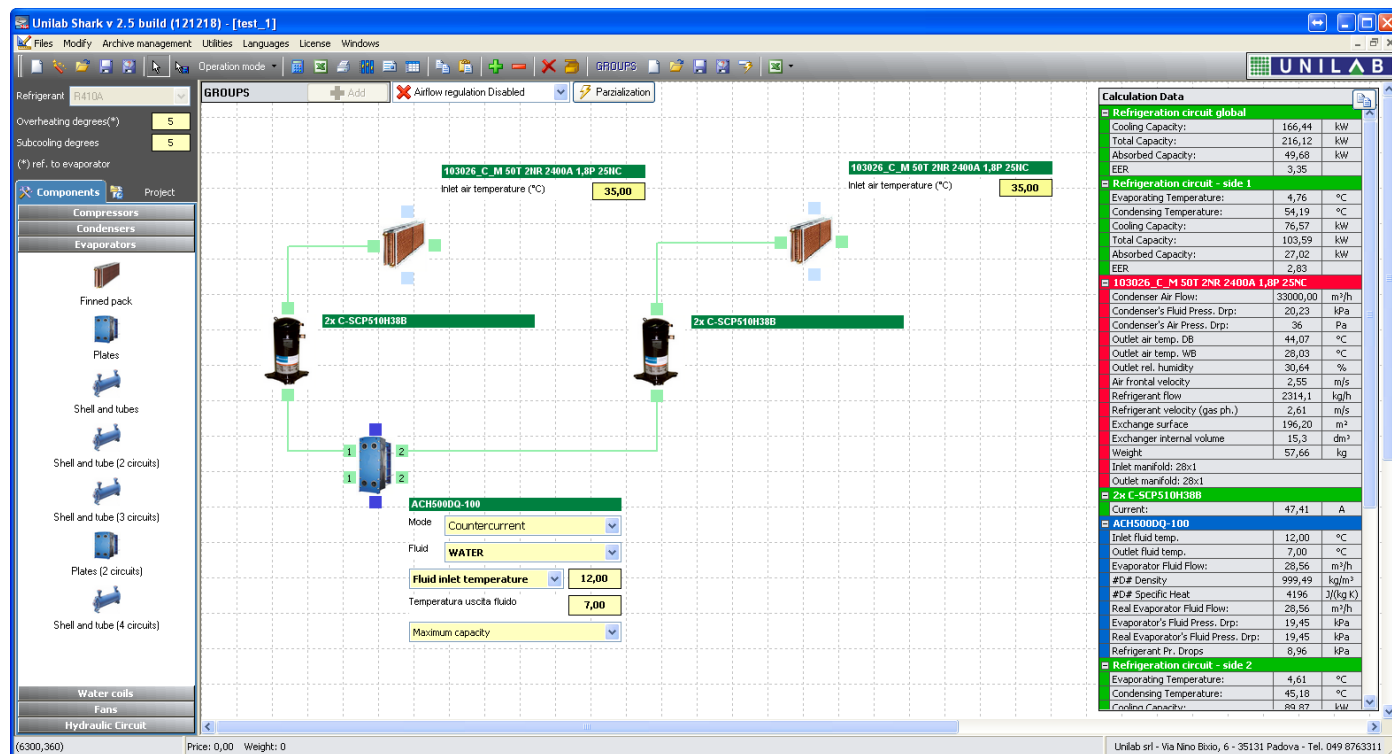 Unilab Shark v 2.5 build (121218) - [test_1]
Files Modify Archive management Utilities Languages License Windows
Operation mode
GROUPS
UNILAB
Refrigerant R410A
Overheating degrees(*) 5
Subcooling degrees 5
(*) ref. to evaporator
Components Project
Compressors
Condensers
Evaporators
Finned pack
Plates
Shell and tubes
Shell and tube (2 circuits)
Shell and tube (3 circuits)
Plates (2 circuits)
Shell and tube (4 circuits)
Water coils
Fans
Hydraulic Circuit
GROUPS Add Airflow regulation Disabled Parzialization
103026_C_M 50T 2NR 2400A 1,8P 25NC
Inlet air temperature (°C) 35,00
103026_C_M 50T 2NR 2400A 1,8P 25NC
Inlet air temperature (°C) 35,00
2x C-SCP510H38B
2x C-SCP510H38B
1 2
1 2
ACH500DQ-100
Mode Countercurrent
Fluid WATER
Fluid inlet temperature 12,00
Temperatura uscita fluido 7,00
Maximum capacity
Calculation Data
Refrigeration circuit global
Cooling Capacity: 166,44 kW
Total Capacity: 216,12 kW
Absorbed Capacity: 49,68 kW
EER 3,35
Refrigeration circuit - side 1
Evaporating Temperature: 4,76 °C
Condensing Temperature: 54,19 °C
Cooling Capacity: 76,57 kW
Total Capacity: 103,59 kW
Absorbed Capacity: 27,02 kW
EER 2,83
103026_C_M 50T 2NR 2400A 1,8P 25NC
Condenser Air Flow: 33000,00 m³/h
Condenser's Fluid Press. Drp: 20,23 kPa
Condenser's Air Press. Drp: 36 Pa
Outlet air temp. DB 44,07 °C
Outlet air temp. WB 28,03 °C
Outlet rel. humidity 30,64 %
Air frontal velocity 2,55 m/s
Refrigerant flow 2314,1 kg/h
Refrigerant velocity (gas ph.) 2,61 m/s
Exchange surface 196,20 m²
Exchanger internal volume 15,3 dm³
Weight 57,66 kg
Inlet manifold: 28x1
Outlet manifold: 28x1
2x C-SCP510H38B
Current: 47,41 A
ACH500DQ-100
Inlet fluid temp. 12,00 °C
Outlet fluid temp. 7,00 °C
Evaporator Fluid Flow: 28,56 m³/h
#D# Density 999,49 kg/m³
#D# Specific Heat 4196 J/(kg K)
Real Evaporator Fluid Flow: 28,56 m³/h
Evaporator's Fluid Press. Drp: 19,45 kPa
Real Evaporator's Fluid Press. Drp: 19,45 kPa
Refrigerant Pr. Drops 8,96 kPa
Refrigeration circuit - side 2
Evaporating Temperature: 4,61 °C
Condensing Temperature: 45,18 °C
Cooling Capacity: 89,87 kW
(6300,360) Price: 0,00 Weight: 0 Unilab srl - Via Nino Bixio, 6 - 35131 Padova - Tel. 049 8763311